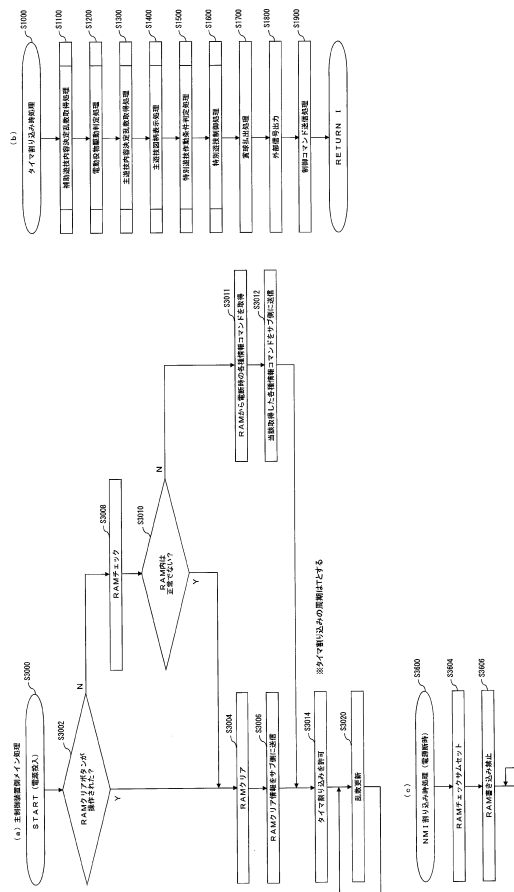 (a) 主制御装置側メイン処理
S3000
START(電源投入)
S3002
RAMクリアボタンが
操作された?
N
Y
S3008
RAMチェック
S3010
RAM内は
正常でない?
N
Y
S3004
RAMクリア
S3006
RAMクリア情報をサブ側に送信
S3011
RAMから電断時の各種情報コマンドを取得
S3012
当該取得した各種情報コマンドをサブ側に送信
S3014
タイマ割り込みを許可
※タイマ割り込みの周期はTとする
S3020
乱数更新
(b)
S1000
タイマ割り込み時処理
S1100
補助遊技内容決定乱数取得処理
S1200
電動役物駆動判定処理
S1300
主遊技内容決定乱数取得処理
S1400
主遊技図柄表示処理
S1500
特別遊技作動条件判定処理
S1600
特別遊技制御処理
S1700
賞球払出処理
S1800
外部信号出力
S1900
制御コマンド送信処理
RETURN I
(c)
S3600
NMI割り込み時処理(電源断時)
S3604
RAMチェックサムセット
S3606
RAM書き込み禁止